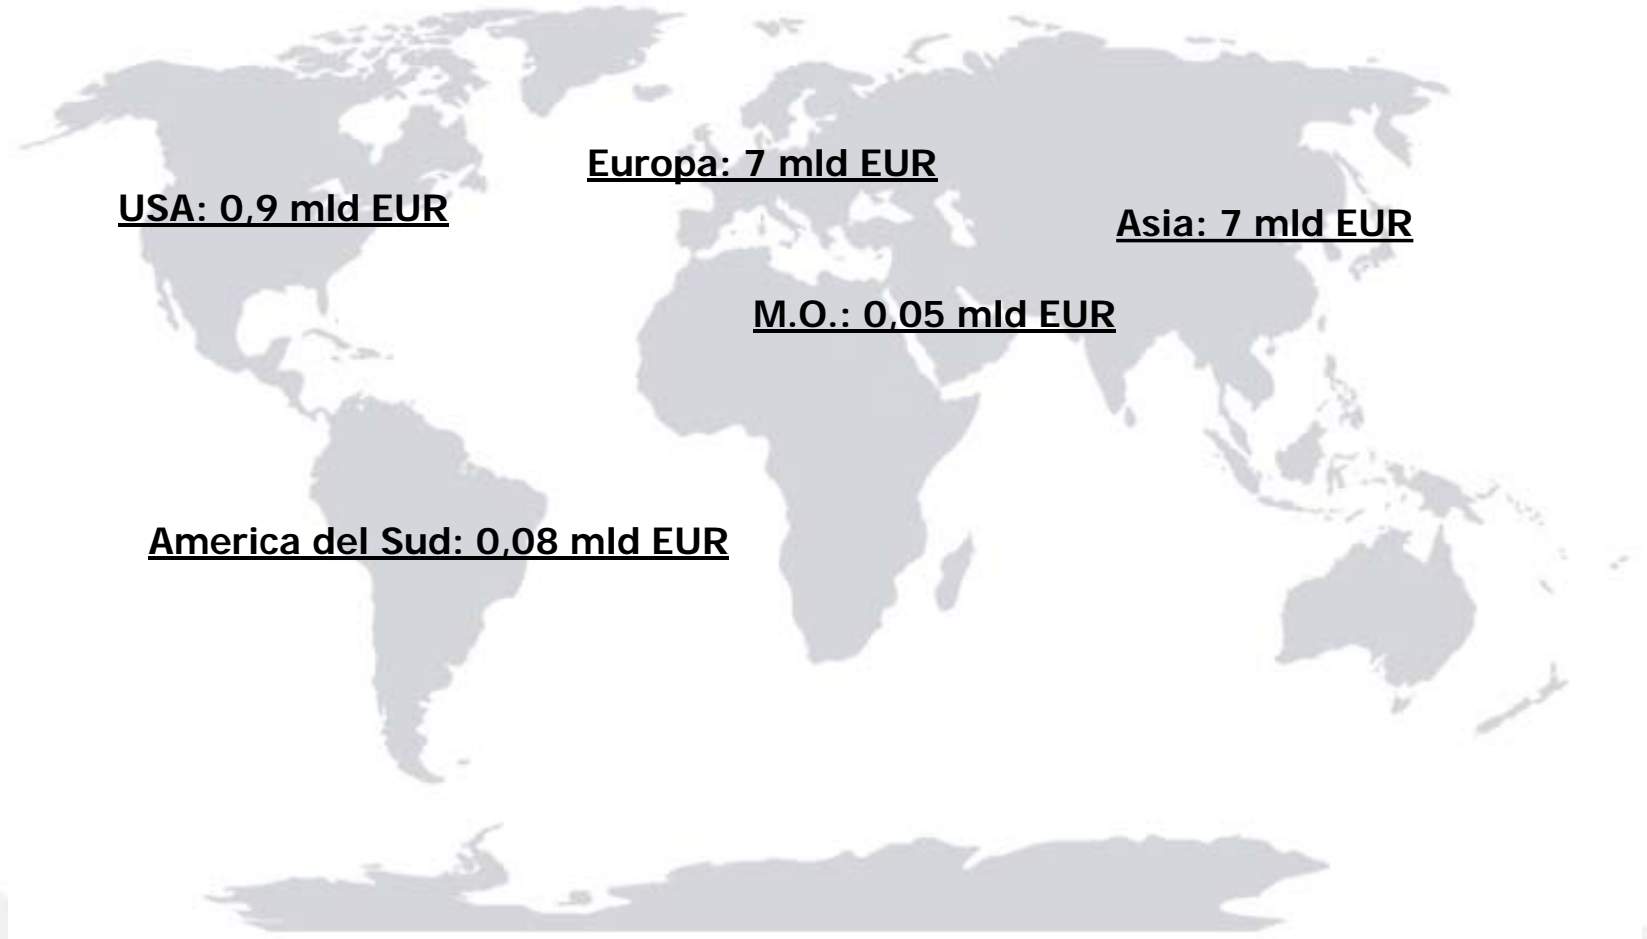 Europa: 7 mld EUR
USA: 0,9 mld EUR
Asia: 7 mld EUR
M.O.: 0,05 mld EUR
America del Sud: 0,08 mld EUR